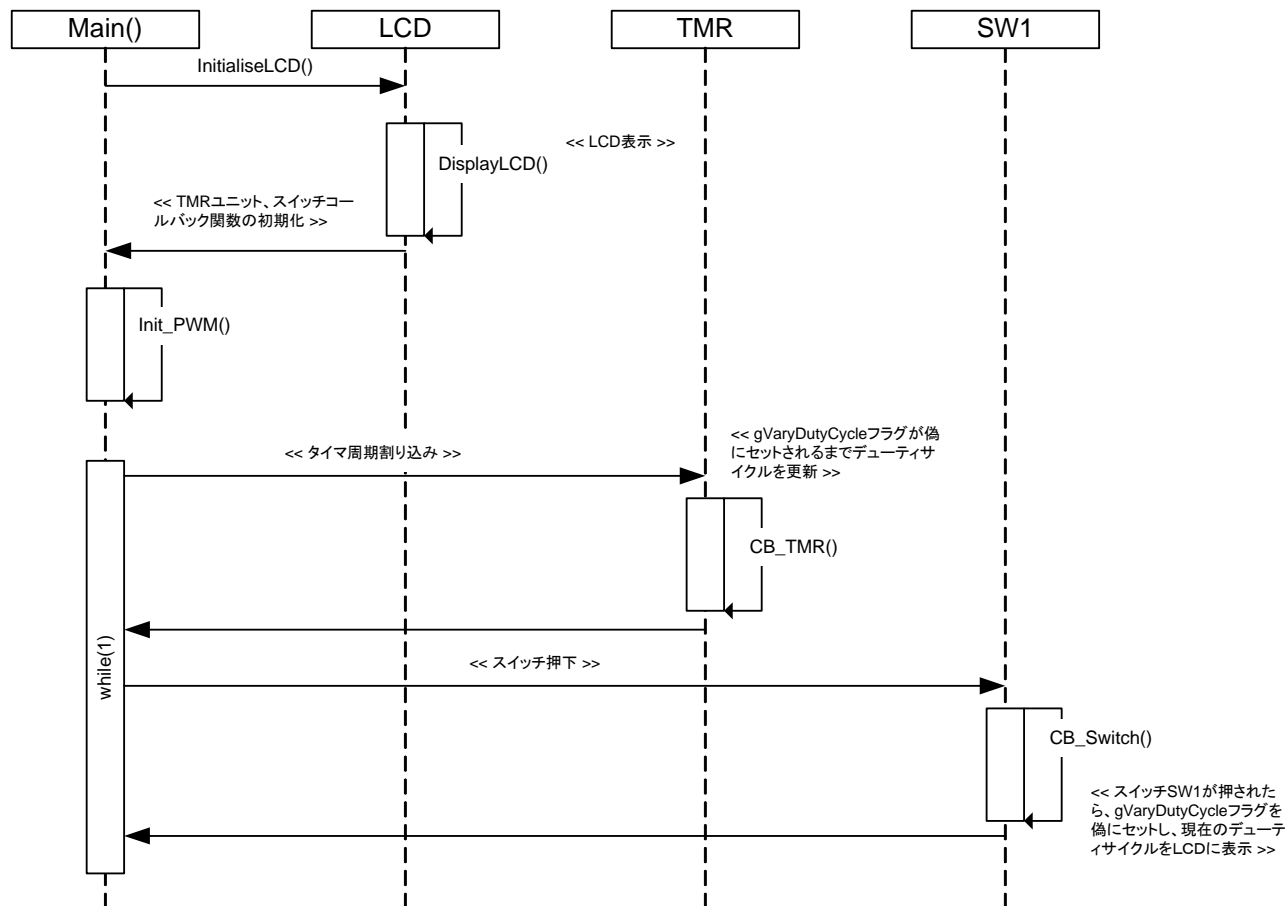 Main()
LCD
TMR
SW1
InitialiseLCD()
<< LCD表示 >>
DisplayLCD()
<< TMRユニット、スイッチコー
ルバック関数の初期化 >>
Init_PWM()
<< gVaryDutyCycleフラグが偽
にセットされるまでデューティサ
イクルを更新 >>
<< タイマ周期割り込み >>
CB_TMR()
while(1)
<< スイッチ押下 >>
CB_Switch()
<< スイッチSW1が押された
ら、gVaryDutyCycleフラグを
偽にセットし、現在のデューテ
ィサイクルをLCDに表示 >>